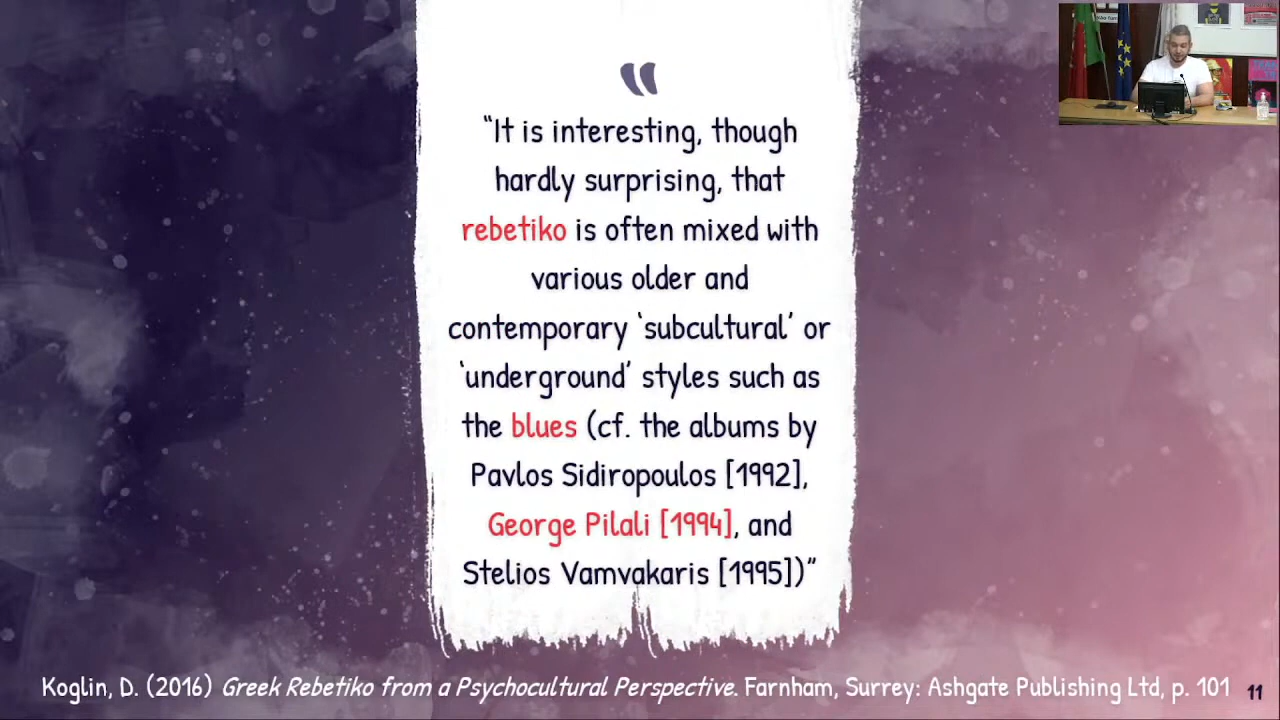 “It is interesting, though
hardly surprising, that
rebetiko is often mixed with
various older and
contemporary ‘subcultural’ or
‘underground’ styles such as
the blues (cf. the albums by
Pavlos Sidiropoulos [1992],
George Pilali [1994], and
Stelios Vamvakaris [1995])”
Koglin, D. (2016) Greek Rebetiko from a Psychocultural Perspective. Farnham, Surrey: Ashgate Publishing Ltd, p. 101
11